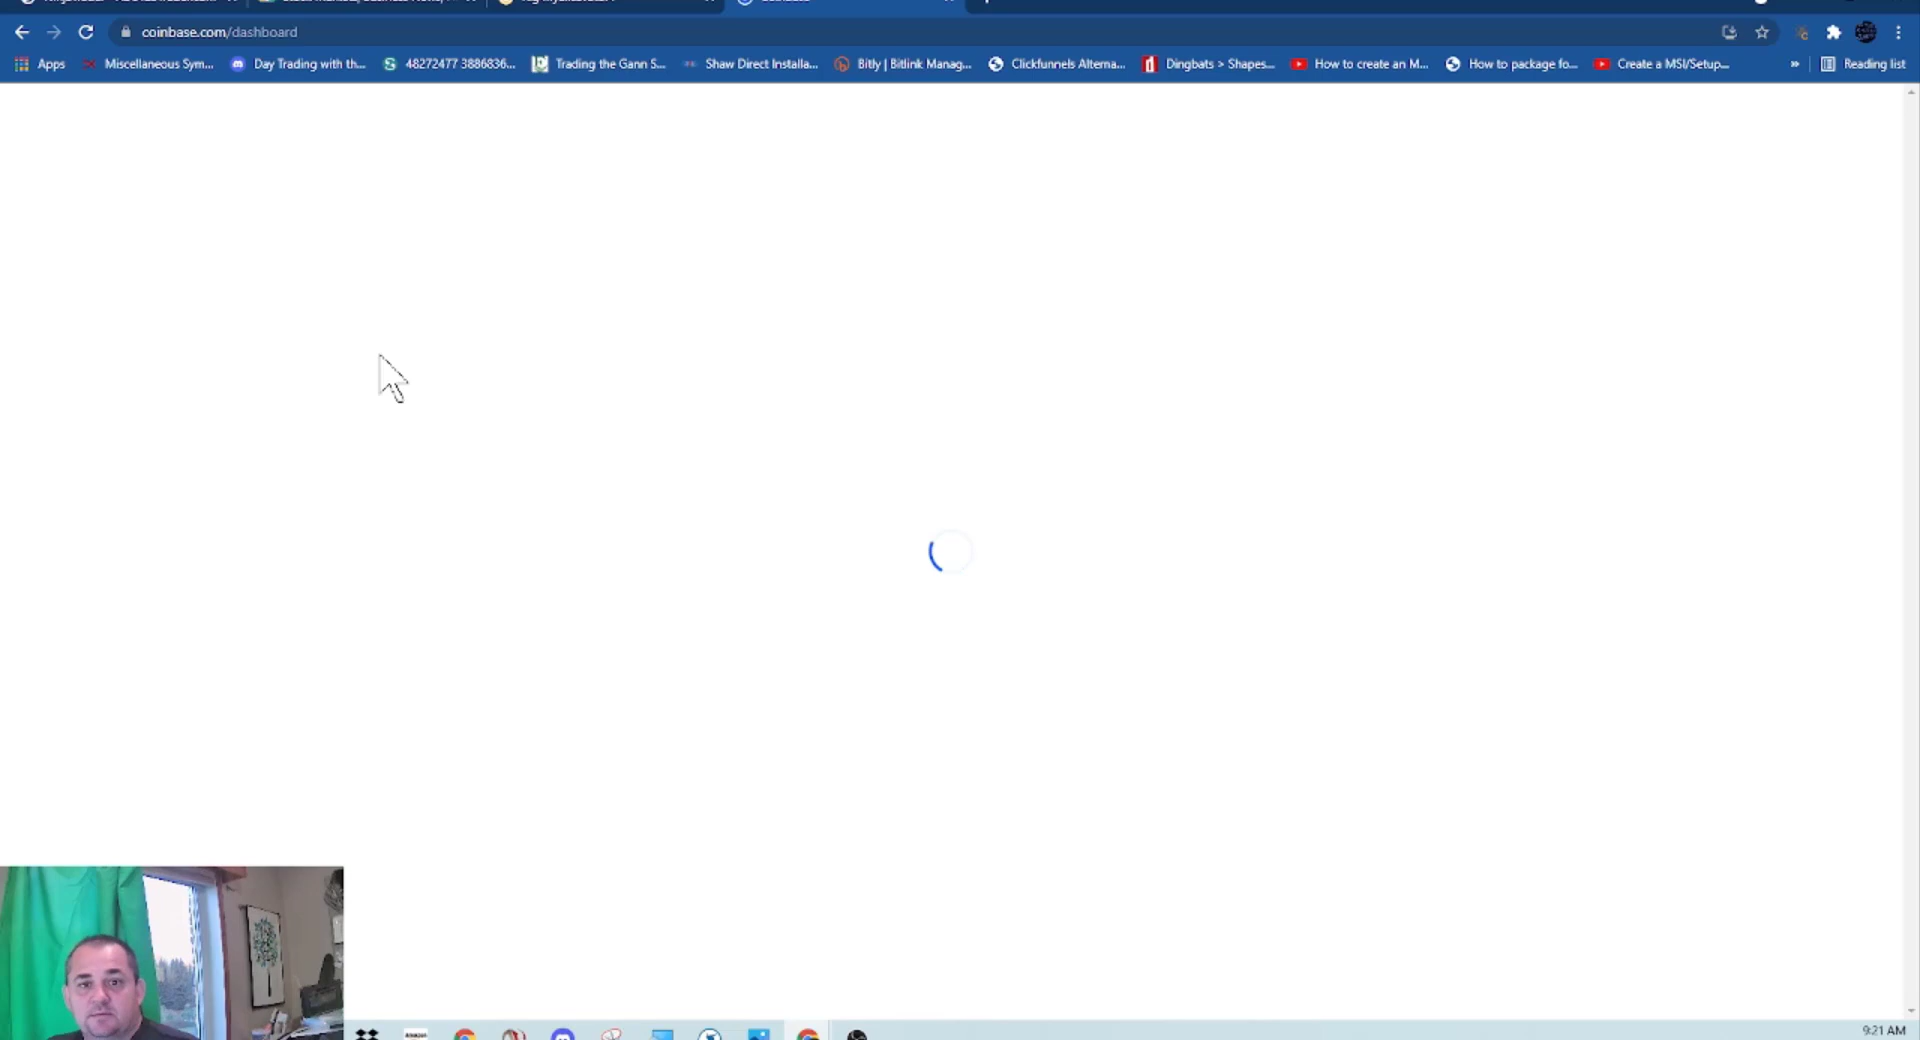 coinbase.com/dashboard
Apps
Miscellaneous Sym...
Day Trading with th...
48272477 3886836...
Trading the Gann S...
Shaw Direct Installa...
Bitly | Bitlink Manag...
Clickfunnels Alterna...
Dingbats > Shapes...
How to create an M...
How to package fo...
Create a MSI/Setup...
»
Reading list
9:21 AM